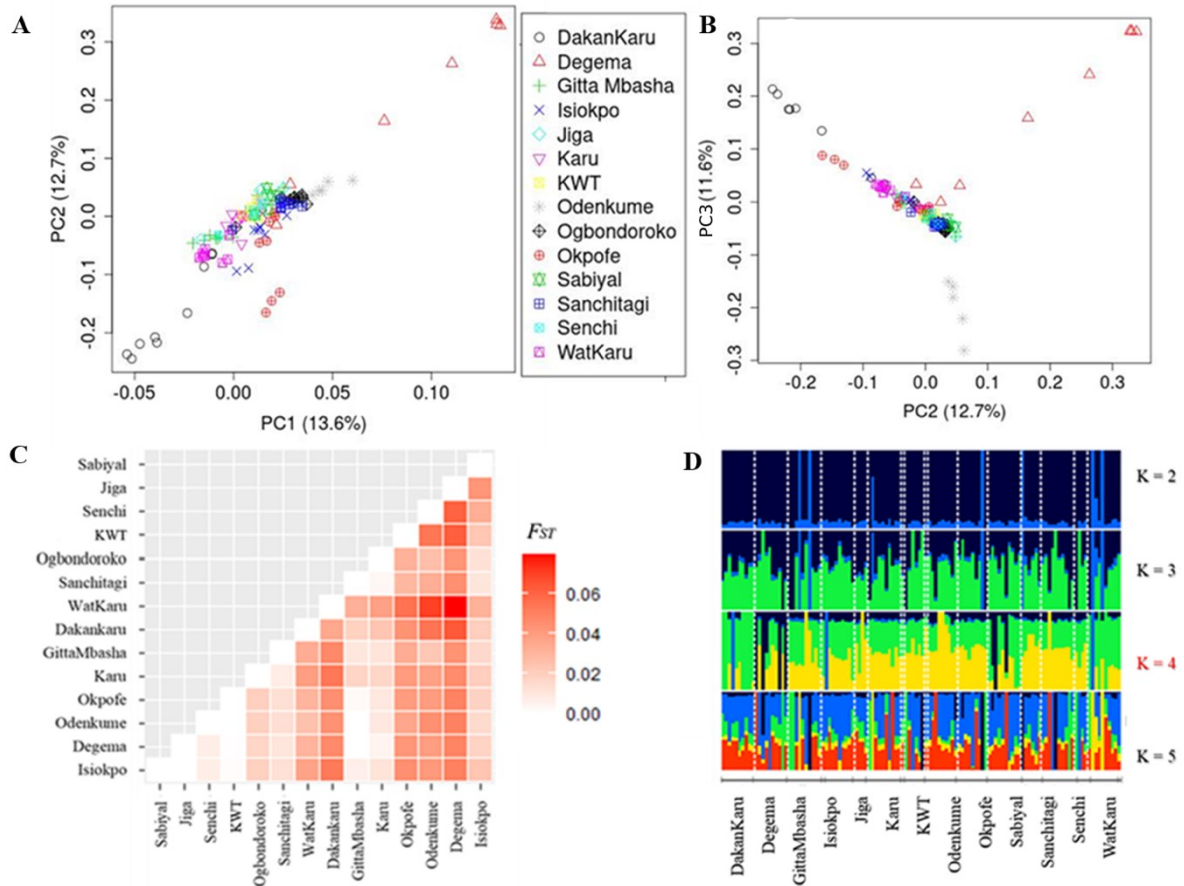 A
PC2 (12.7%)
0.3
0.2
0.1
0.0
-0.1
-0.2
-0.05
0.00
0.05
0.10
PC1 (13.6%)
DakanKaru
Degema
Gitta Mbasha
Isiokpo
Jiga
Karu
KWT
Odenkume
Ogbondoroko
Okpofe
Sabiyal
Sanchitagi
Senchi
WatKaru
B
PC3 (11.6%)
0.3
0.2
0.1
0.0
-0.1
-0.2
-0.3
-0.2
-0.1
0.0
0.1
0.2
0.3
PC2 (12.7%)
C
Sabiyal
Jiga
Senchi
KWT
Ogbondoroko
Sanchitagi
WatKaru
Dakankaru
GittaMbasha
Karu
Okpofe
Odenkume
Degema
Isiokpo
Sabiyal
Jiga
Senchi
KWT
Ogbondoroko
Sanchitagi
WatKaru
Dakankaru
GittaMbasha
Karu
Okpofe
Odenkume
Degema
Isiokpo
FST
0.06
0.04
0.02
0.00
D
K = 2
K = 3
K = 4
K = 5
DakanKaru
Degema
GittaMbasha
Isiokpo
Jiga
Karu
KWT
Odenkume
Okpofe
Sabiyal
Sanchitagi
Senchi
WatKaru